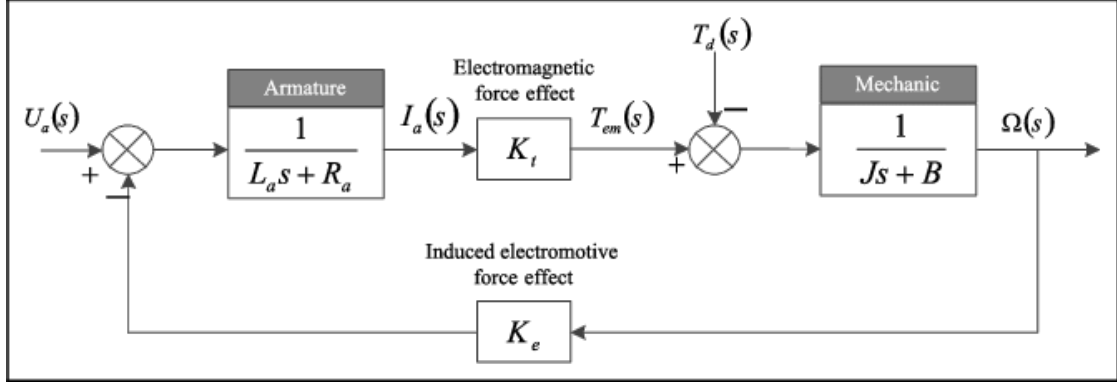 T_d(s)
Electromagnetic
force effect
Armature
Mechanic
U_a(s)
+
−
1
L_a s + R_a
I_a(s)
K_t
T_em(s)
+
−
1
Js + B
Ω(s)
Induced electromotive
force effect
K_e